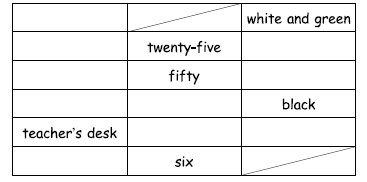 white and green
twenty-five
fifty
black
teacher's desk
six